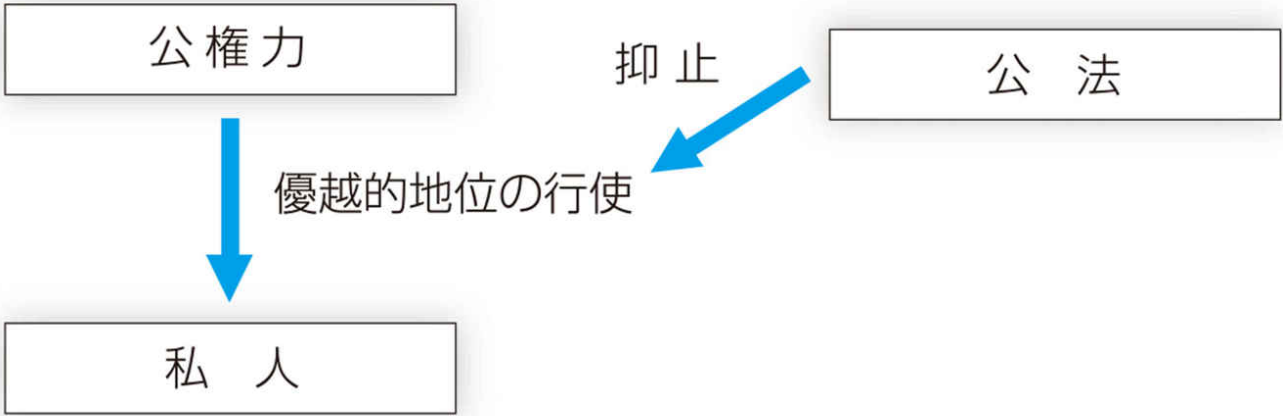 公権力
抑止
公　法
優越的地位の行使
私　人